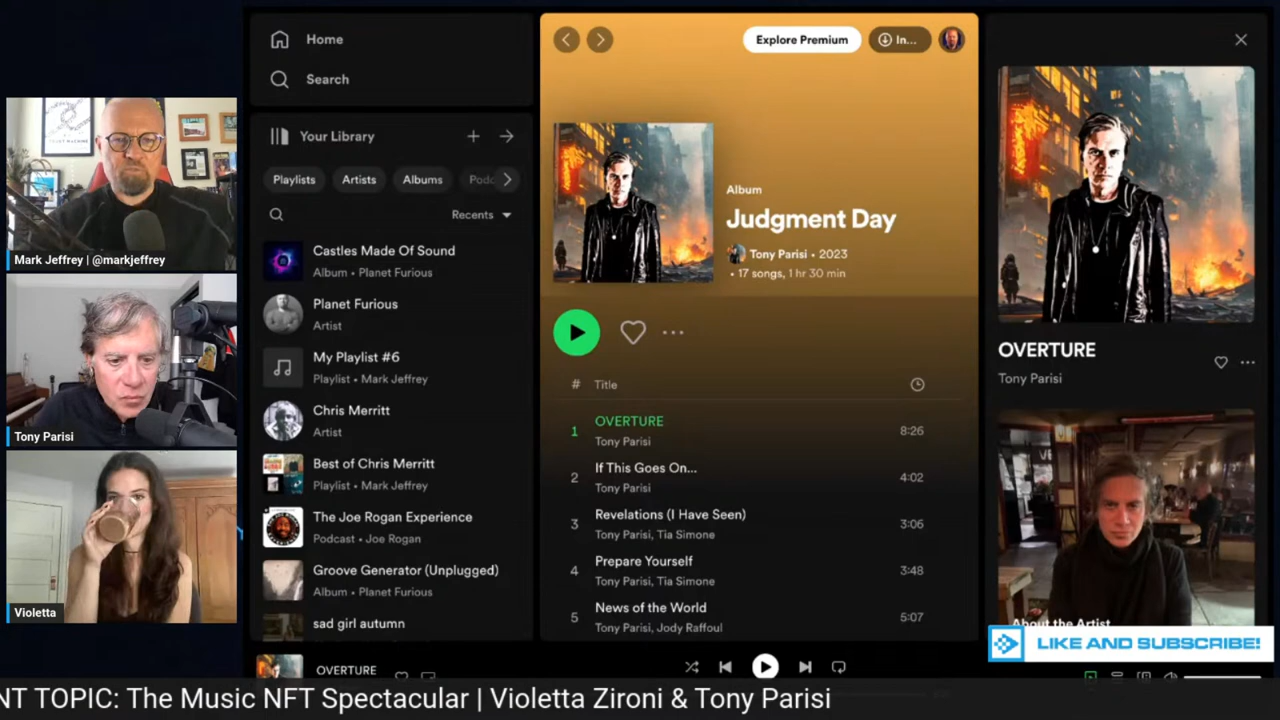 Mark Jeffrey | @markjeffrey
Tony Parisi
Violetta
Home
Search
Your Library
Playlists
Artists
Albums
Podc
Recents
Castles Made Of Sound
Album • Planet Furious
Planet Furious
Artist
My Playlist #6
Playlist • Mark Jeffrey
Chris Merritt
Artist
Best of Chris Merritt
Playlist • Mark Jeffrey
The Joe Rogan Experience
Podcast • Joe Rogan
Groove Generator (Unplugged)
Album • Planet Furious
sad girl autumn
OVERTURE
Explore Premium
In...
Album
Judgment Day
Tony Parisi • 2023
• 17 songs, 1 hr 30 min
# Title
1 OVERTURE 8:26
Tony Parisi
2 If This Goes On... 4:02
Tony Parisi
3 Revelations (I Have Seen) 3:06
Tony Parisi, Tia Simone
4 Prepare Yourself 3:48
Tony Parisi, Tia Simone
5 News of the World 5:07
Tony Parisi, Jody Raffoul
OVERTURE
Tony Parisi
About the Artist
LIKE AND SUBSCRIBE!
NT TOPIC: The Music NFT Spectacular | Violetta Zironi & Tony Parisi